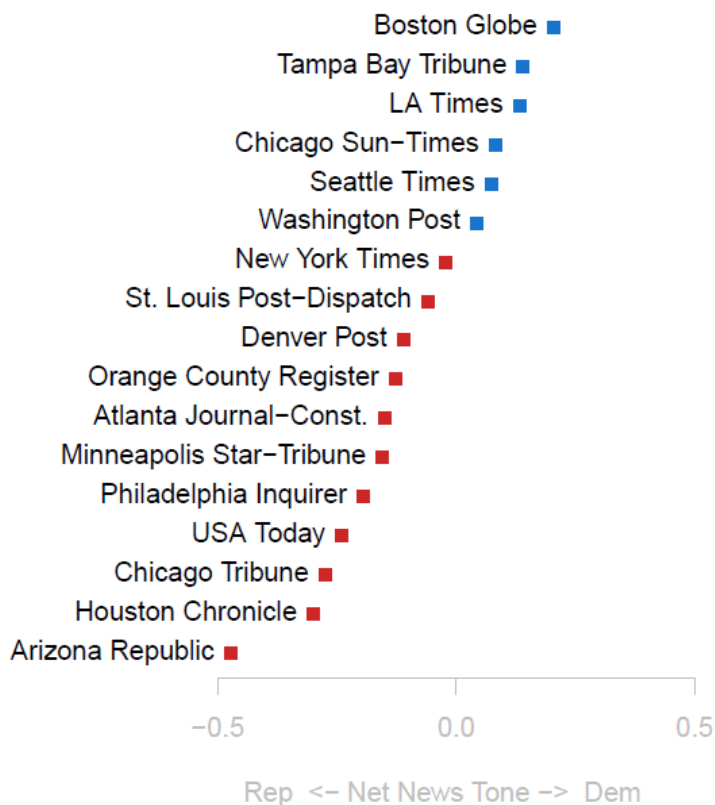 Boston Globe
Tampa Bay Tribune
LA Times
Chicago Sun−Times
Seattle Times
Washington Post
New York Times
St. Louis Post−Dispatch
Denver Post
Orange County Register
Atlanta Journal−Const.
Minneapolis Star−Tribune
Philadelphia Inquirer
USA Today
Chicago Tribune
Houston Chronicle
Arizona Republic
−0.5 0.0 0.5
Rep <− Net News Tone −> Dem